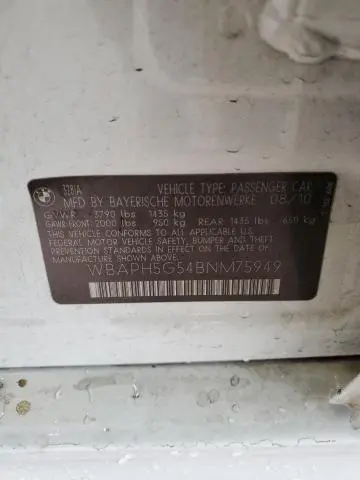 328iA VEHICLE TYPE: PASSENGER CAR
MFD BY BAYERISCHE MOTORENWERKE 08/10
GVWR 3790 lbs 1435 kg
GAWR-FRONT 2000 lbs 950 kg REAR 1435 lbs 650 kg
THIS VEHICLE CONFORMS TO ALL APPLICABLE
FEDERAL MOTOR VEHICLE SAFETY, BUMPER
AND THEFT PREVENTION STANDARDS IN EFFECT
ON THE DATE OF MANUFACTURE SHOWN ABOVE.
WBAPH5G54BNM75949